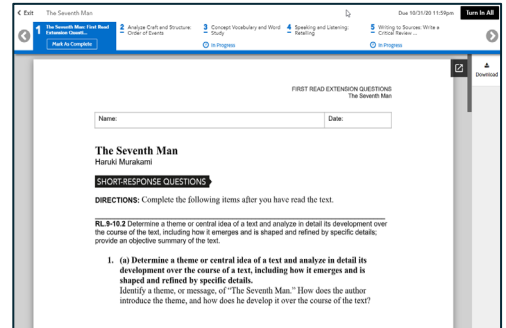 Exit The Seventh Man Due 10/31/20 11:59pm Turn In All
1 The Seventh Man: First Read
Extension Questi...
Mark As Complete
2 Analyze Craft and Structure:
Order of Events
3 Concept Vocabulary and Word
Study
In Progress
4 Speaking and Listening:
Retelling
5 Writing to Sources: Write a
Critical Review ...
In Progress
Download
FIRST READ EXTENSION QUESTIONS
The Seventh Man
Name: Date:
The Seventh Man
Haruki Murakami
SHORT-RESPONSE QUESTIONS
DIRECTIONS: Complete the following items after you have read the text.
RL.9-10.2 Determine a theme or central idea of a text and analyze in detail its development over
the course of the text, including how it emerges and is shaped and refined by specific details;
provide an objective summary of the text.
1. (a) Determine a theme or central idea of a text and analyze in detail its
development over the course of a text, including how it emerges and is
shaped and refined by specific details.
Identify a theme, or message, of “The Seventh Man.” How does the author
introduce the theme, and how does he develop it over the course of the text?